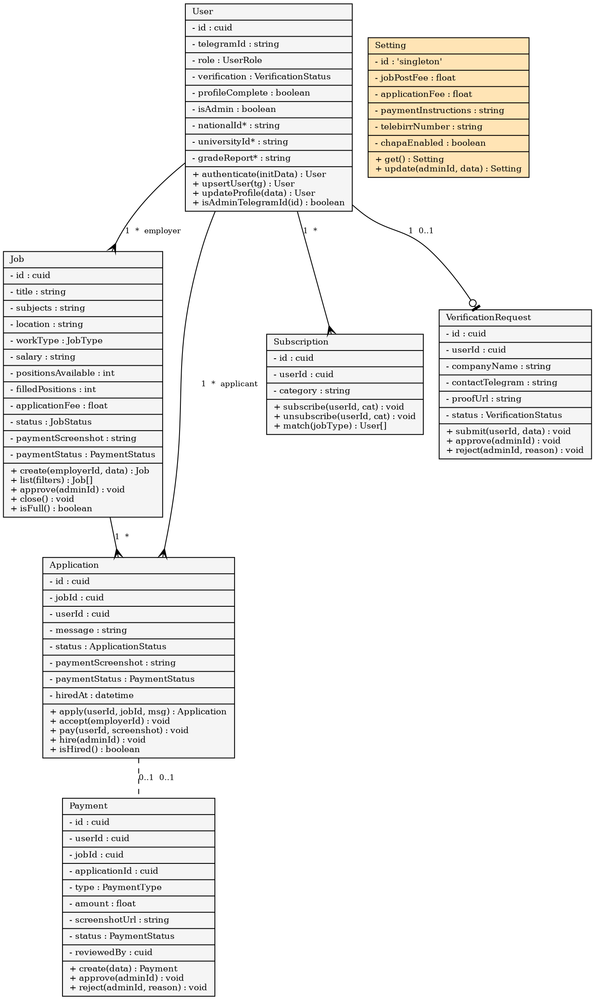 User
- id : cuid
- telegramId : string
- role : UserRole
- verification : VerificationStatus
- profileComplete : boolean
- isAdmin : boolean
- nationalId* : string
- universityId* : string
- gradeReport* : string
+ authenticate(initData) : User
+ upsertUser(tg) : User
+ updateProfile(data) : User
+ isAdminTelegramId(id) : boolean
Setting
- id : 'singleton'
- jobPostFee : float
- applicationFee : float
- paymentInstructions : string
- telebirrNumber : string
- chapaEnabled : boolean
+ get() : Setting
+ update(adminId, data) : Setting
1 * employer
1 *
1 0..1
Job
- id : cuid
- title : string
- subjects : string
- location : string
- workType : JobType
- salary : string
- positionsAvailable : int
- filledPositions : int
- applicationFee : float
- status : JobStatus
- paymentScreenshot : string
- paymentStatus : PaymentStatus
+ create(employerId, data) : Job
+ list(filters) : Job[]
+ approve(adminId) : void
+ close() : void
+ isFull() : boolean
1 * applicant
Subscription
- id : cuid
- userId : cuid
- category : string
+ subscribe(userId, cat) : void
+ unsubscribe(userId, cat) : void
+ match(jobType) : User[]
VerificationRequest
- id : cuid
- userId : cuid
- companyName : string
- contactTelegram : string
- proofUrl : string
- status : VerificationStatus
+ submit(userId, data) : void
+ approve(adminId) : void
+ reject(adminId, reason) : void
1 *
Application
- id : cuid
- jobId : cuid
- userId : cuid
- message : string
- status : ApplicationStatus
- paymentScreenshot : string
- paymentStatus : PaymentStatus
- hiredAt : datetime
+ apply(userId, jobId, msg) : Application
+ accept(employerId) : void
+ pay(userId, screenshot) : void
+ hire(adminId) : void
+ isHired() : boolean
0..1 0..1
Payment
- id : cuid
- userId : cuid
- jobId : cuid
- applicationId : cuid
- type : PaymentType
- amount : float
- screenshotUrl : string
- status : PaymentStatus
- reviewedBy : cuid
+ create(data) : Payment
+ approve(adminId) : void
+ reject(adminId, reason) : void